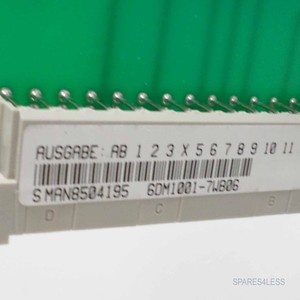 AUSGABE: AB 1 2 3 X 5 6 7 8 9 10 11
S MAN8504195 6DM1001-7WB06
D C B
SPARES4LESS